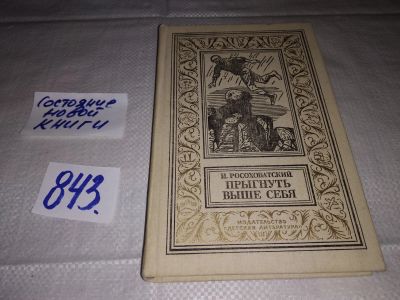 Состояние
новой
книги
843.
И. РОСОХОВАТСКИЙ
ПРЫГНУТЬ
ВЫШЕ СЕБЯ
ИЗДАТЕЛЬСТВО
"ДЕТСКАЯ ЛИТЕРАТУРА"